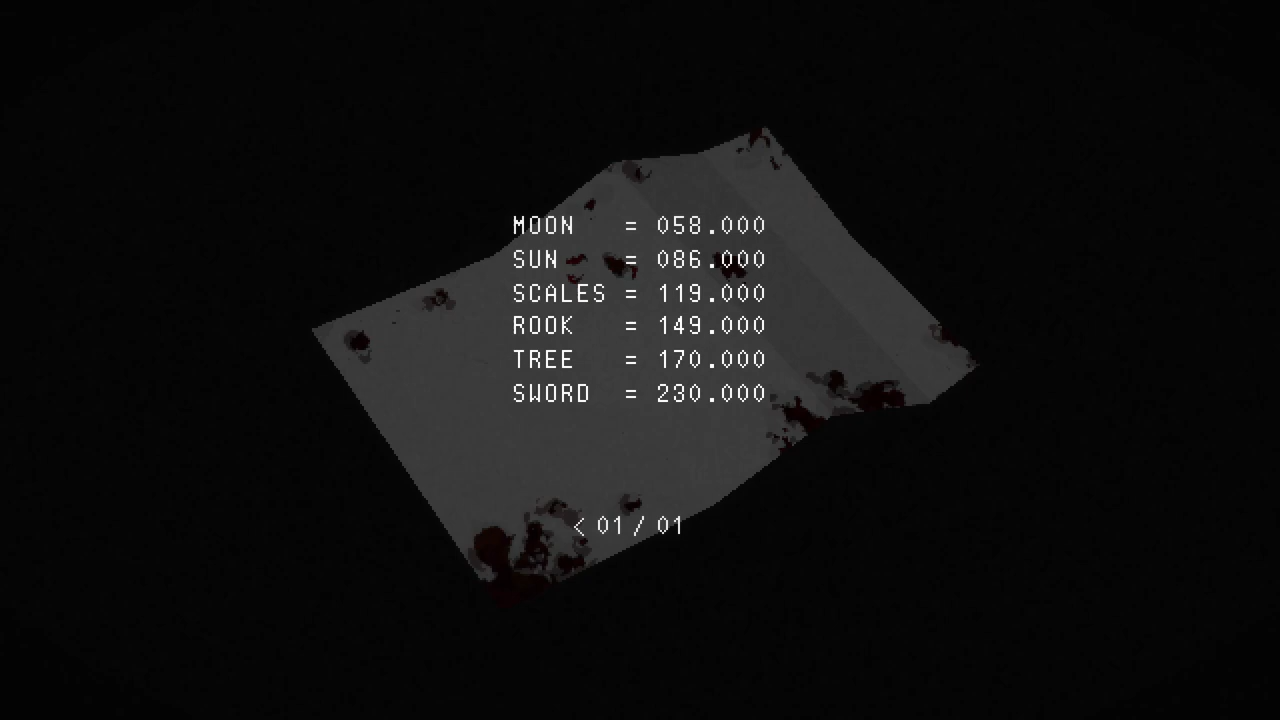 MOON = 058.000
SUN = 086.000
SCALES = 119.000
ROOK = 149.000
TREE = 170.000
SWORD = 230.000
< 01 / 01